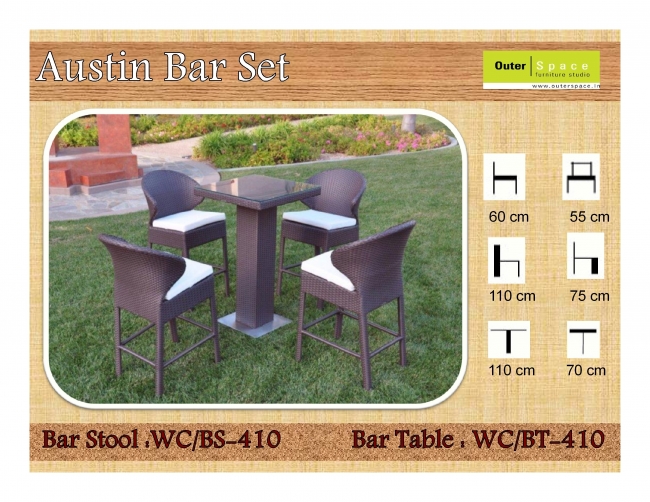 Austin Bar Set
Outer Space
furniture studio
www.outerspace.in
60 cm 55 cm
110 cm 75 cm
110 cm 70 cm
Bar Stool :WC/BS-410 Bar Table : WC/BT-410